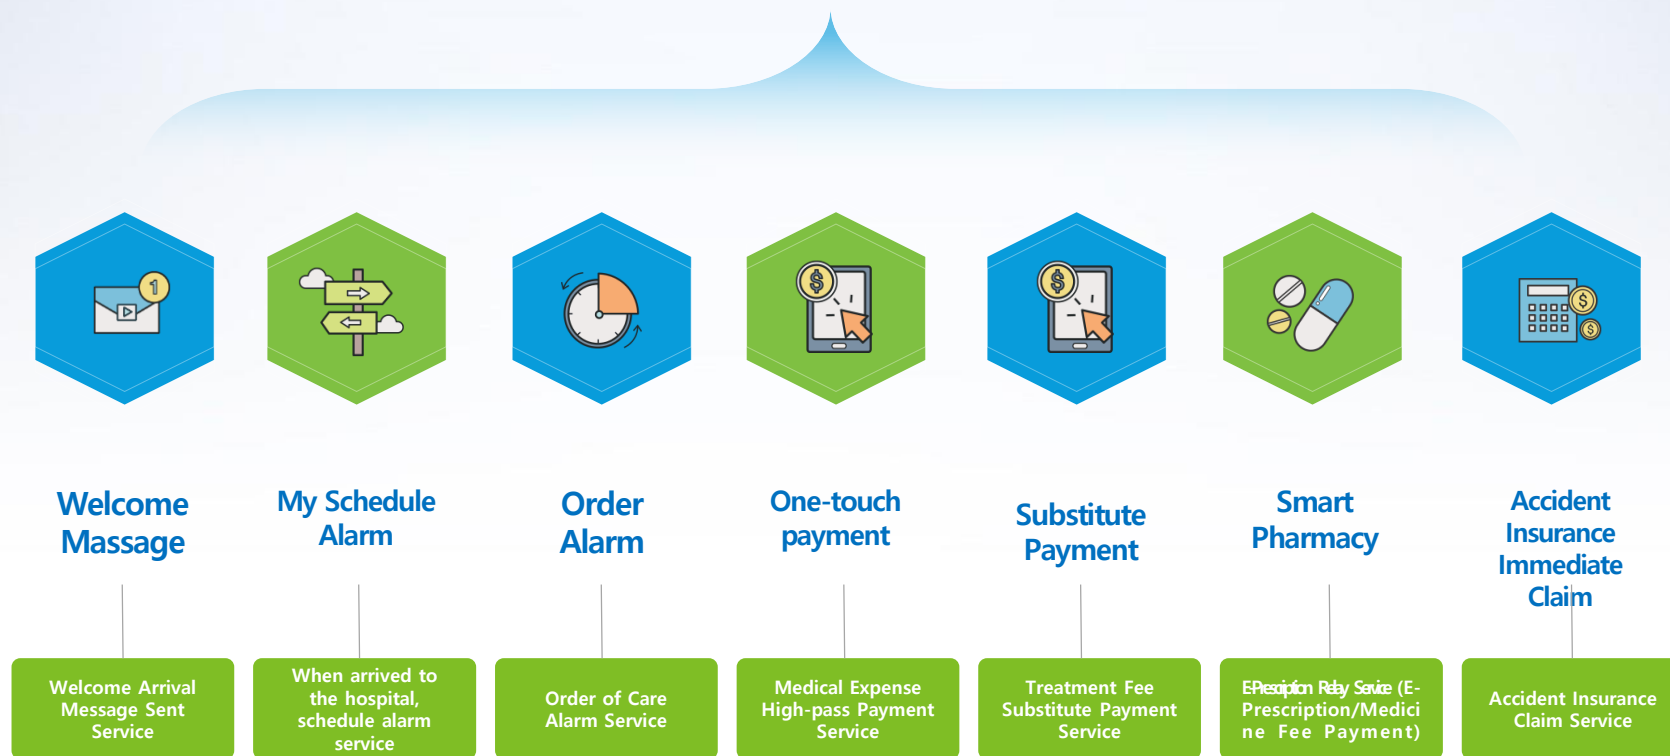 1
$
$
$
$
Welcome
Massage
My Schedule
Alarm
Order
Alarm
One-touch
payment
Substitute
Payment
Smart
Pharmacy
Accident
Insurance
Immediate
Claim
Welcome Arrival
Message Sent
Service
When arrived to
the hospital,
schedule alarm
service
Order of Care
Alarm Service
Medical Expense
High-pass Payment
Service
Treatment Fee
Substitute Payment
Service
E-Prescription Relay Service (E-
Prescription/Medici
ne Fee Payment)
Accident Insurance
Claim Service